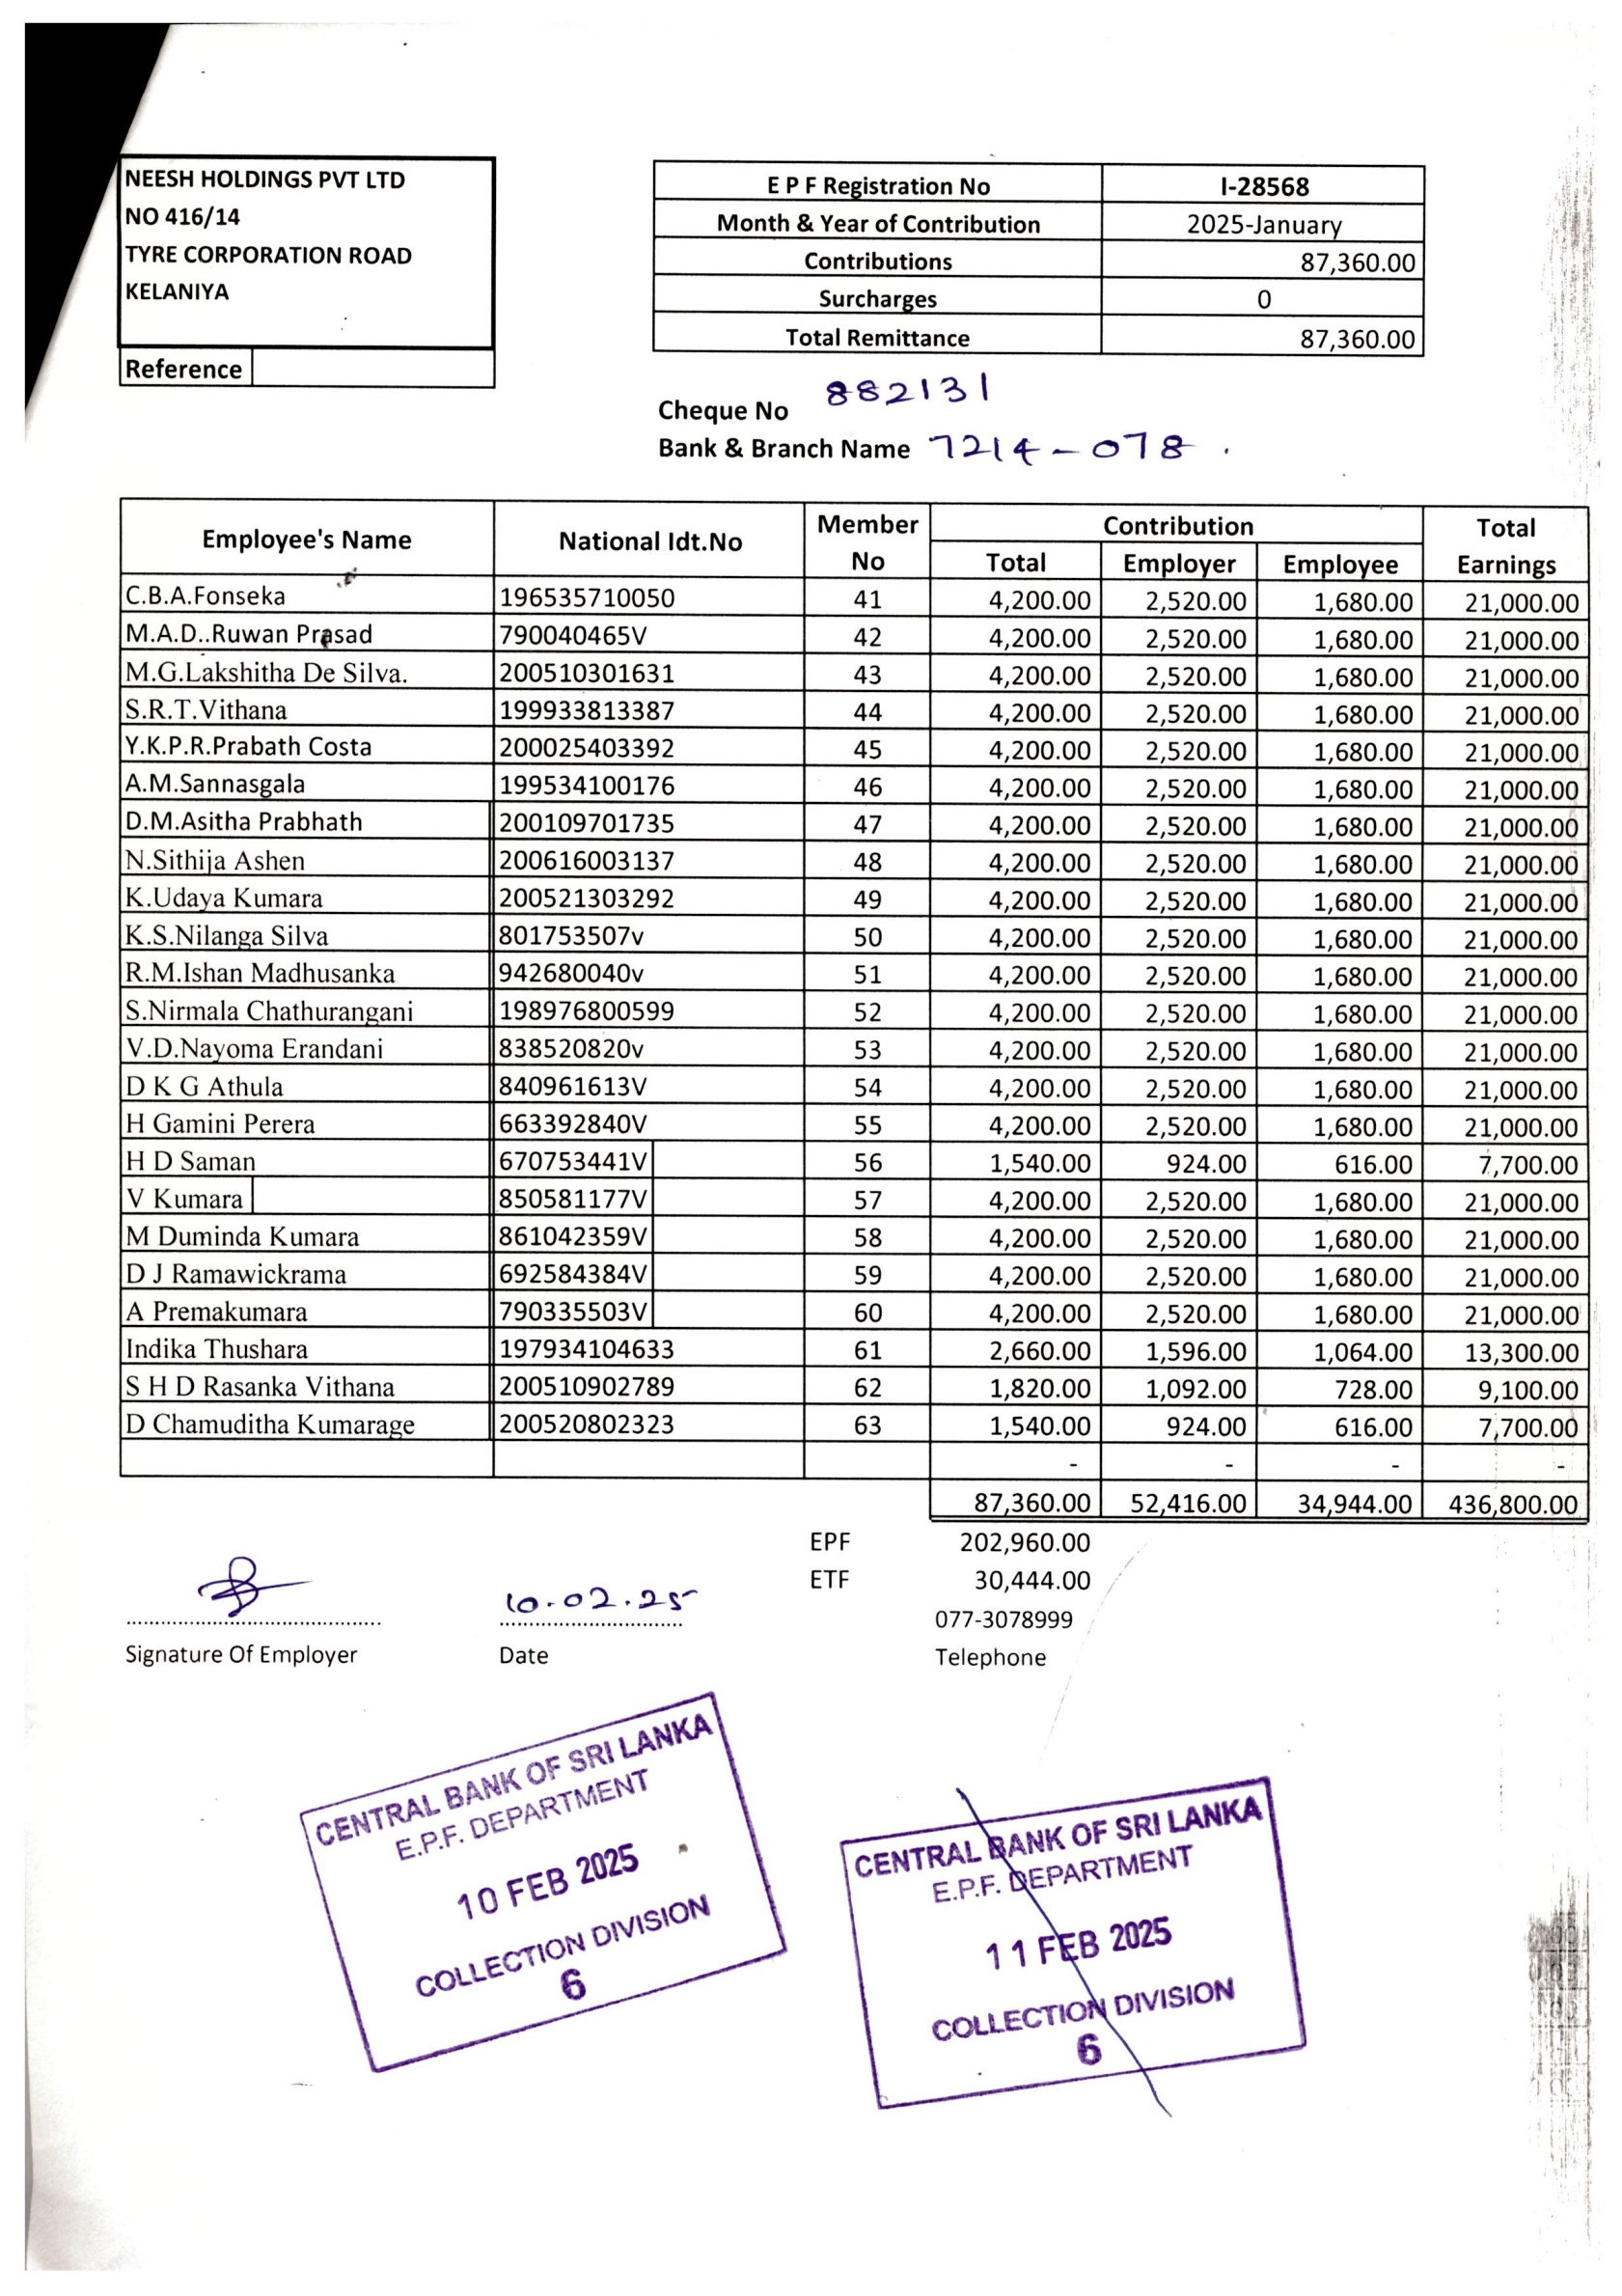 NEESH HOLDINGS PVT LTD
NO 416/14
TYRE CORPORATION ROAD
KELANIYA
Reference
E P F Registration No I-28568
Month & Year of Contribution 2025-January
Contributions 87,360.00
Surcharges 0
Total Remittance 87,360.00
Cheque No 882131
Bank & Branch Name 7214-078.
Employee's Name National Idt.No Member No Contribution Total Earnings
Total Employer Employee
C.B.A.Fonseka 196535710050 41 4,200.00 2,520.00 1,680.00 21,000.00
M.A.D..Ruwan Prasad 790040465V 42 4,200.00 2,520.00 1,680.00 21,000.00
M.G.Lakshitha De Silva. 200510301631 43 4,200.00 2,520.00 1,680.00 21,000.00
S.R.T.Vithana 199933813387 44 4,200.00 2,520.00 1,680.00 21,000.00
Y.K.P.R.Prabath Costa 200025403392 45 4,200.00 2,520.00 1,680.00 21,000.00
A.M.Sannasgala 199534100176 46 4,200.00 2,520.00 1,680.00 21,000.00
D.M.Asitha Prabhath 200109701735 47 4,200.00 2,520.00 1,680.00 21,000.00
N.Sithija Ashen 200616003137 48 4,200.00 2,520.00 1,680.00 21,000.00
K.Udaya Kumara 200521303292 49 4,200.00 2,520.00 1,680.00 21,000.00
K.S.Nilanga Silva 801753507v 50 4,200.00 2,520.00 1,680.00 21,000.00
R.M.Ishan Madhusanka 942680040v 51 4,200.00 2,520.00 1,680.00 21,000.00
S.Nirmala Chathurangani 198976800599 52 4,200.00 2,520.00 1,680.00 21,000.00
V.D.Nayoma Erandani 838520820v 53 4,200.00 2,520.00 1,680.00 21,000.00
D K G Athula 840961613V 54 4,200.00 2,520.00 1,680.00 21,000.00
H Gamini Perera 663392840V 55 4,200.00 2,520.00 1,680.00 21,000.00
H D Saman 670753441V 56 1,540.00 924.00 616.00 7,700.00
V Kumara 850581177V 57 4,200.00 2,520.00 1,680.00 21,000.00
M Duminda Kumara 861042359V 58 4,200.00 2,520.00 1,680.00 21,000.00
D J Ramawickrama 692584384V 59 4,200.00 2,520.00 1,680.00 21,000.00
A Premakumara 790335503V 60 4,200.00 2,520.00 1,680.00 21,000.00
Indika Thushara 197934104633 61 2,660.00 1,596.00 1,064.00 13,300.00
S H D Rasanka Vithana 200510902789 62 1,820.00 1,092.00 728.00 9,100.00
D Chamuditha Kumarage 200520802323 63 1,540.00 924.00 616.00 7,700.00
- - - -
87,360.00 52,416.00 34,944.00 436,800.00
EPF 202,960.00
ETF 30,444.00
10.02.25
077-3078999
Signature Of Employer Date Telephone
CENTRAL BANK OF SRI LANKA
E.P.F. DEPARTMENT
10 FEB 2025
COLLECTION DIVISION
6
CENTRAL BANK OF SRI LANKA
E.P.F. DEPARTMENT
11 FEB 2025
COLLECTION DIVISION
6